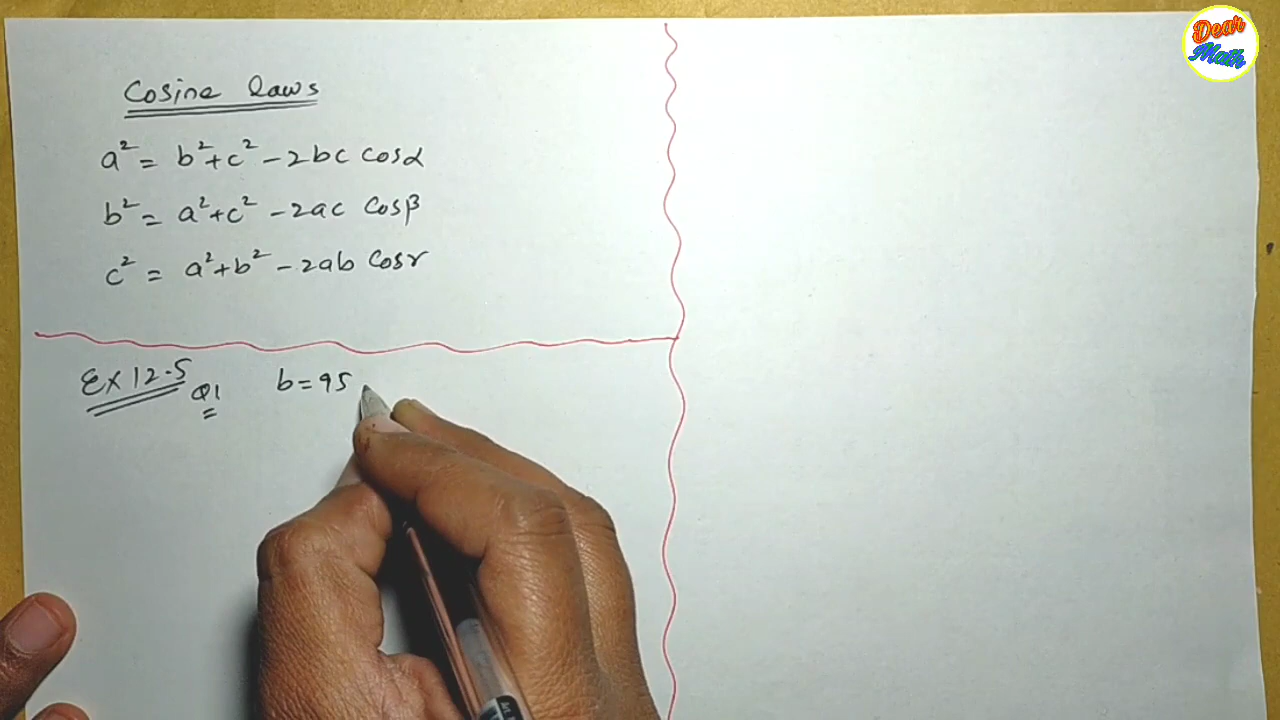 Cosine laws
a² = b²+c² - 2bc cosα
b² = a²+c² - 2ac cosβ
c² = a²+b² - 2ab cosγ
Ex 12.5
Q1 b=95
Dear
Math